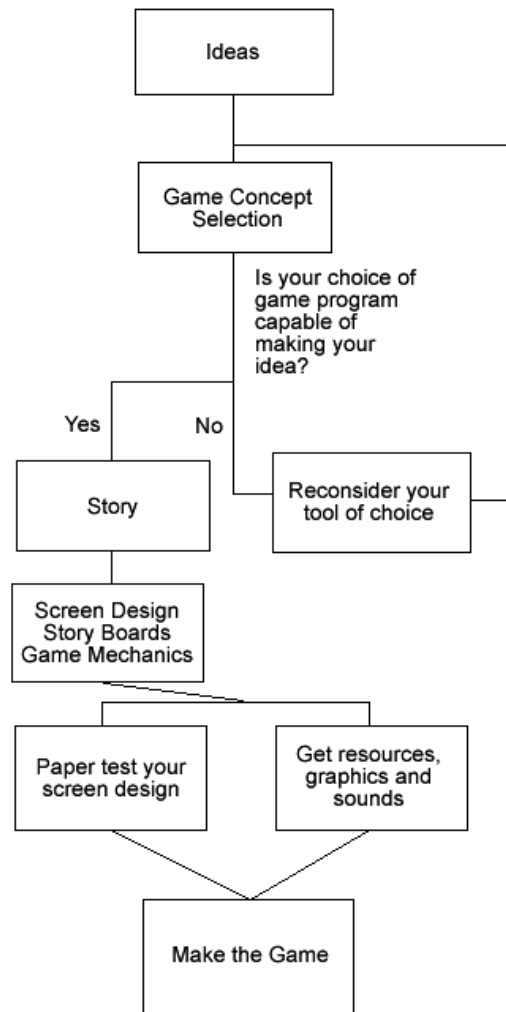 Ideas
Game Concept
Selection
Is your choice of
game program
capable of
making your
idea?
Yes
No
Story
Reconsider your
tool of choice
Screen Design
Story Boards
Game Mechanics
Paper test your
screen design
Get resources,
graphics and
sounds
Make the Game